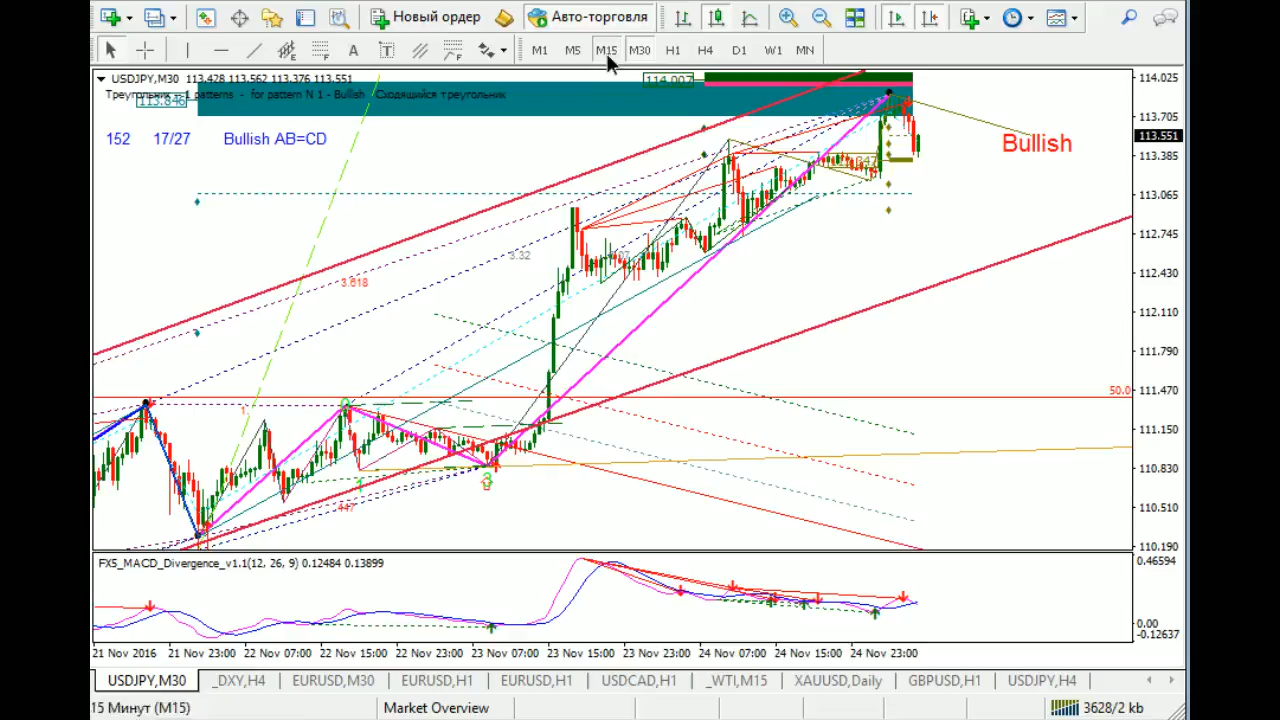 Новый ордер Авто-торговля
A T M1 M5 M15 M30 H1 H4 D1 W1 MN
USDJPY,M30 113.428 113.562 113.376 113.551
Треугольник - 1 patterns - for pattern N 1 - Bullish Сходящийся треугольник
113.846
114.007
152 17/27 Bullish AB=CD
Bullish
3.32
3.618
1
447
3
50.0
114.025
113.705
113.551
113.385
113.065
112.745
112.430
112.110
111.790
111.470
111.150
110.830
110.510
110.190
FX5_MACD_Divergence_v1.1(12, 26, 9) 0.12484 0.13899
0.46594
0.00
-0.12637
21 Nov 2016 21 Nov 23:00 22 Nov 07:00 22 Nov 15:00 22 Nov 23:00 23 Nov 07:00 23 Nov 15:00 23 Nov 23:00 24 Nov 07:00 24 Nov 15:00 24 Nov 23:00
USDJPY,M30 _DXY,H4 EURUSD,M30 EURUSD,H1 EURUSD,H1 USDCAD,H1 _WTI,M15 XAUUSD,Daily GBPUSD,H1 USDJPY,H4
15 Минут (M15) Market Overview 3628/2 kb